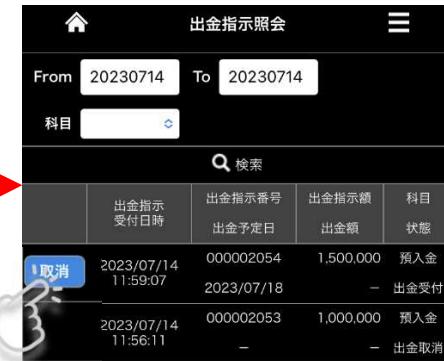 出金指示照会
From 20230714 To 20230714
科目
検索
出金指示
受付日時
出金指示番号
出金予定日
出金指示額
出金額
科目
状態
取消
2023/07/14
11:59:07
000002054
2023/07/18
1,500,000
–
預入金
出金受付
2023/07/14
11:56:11
000002053
–
1,000,000
–
預入金
出金取消